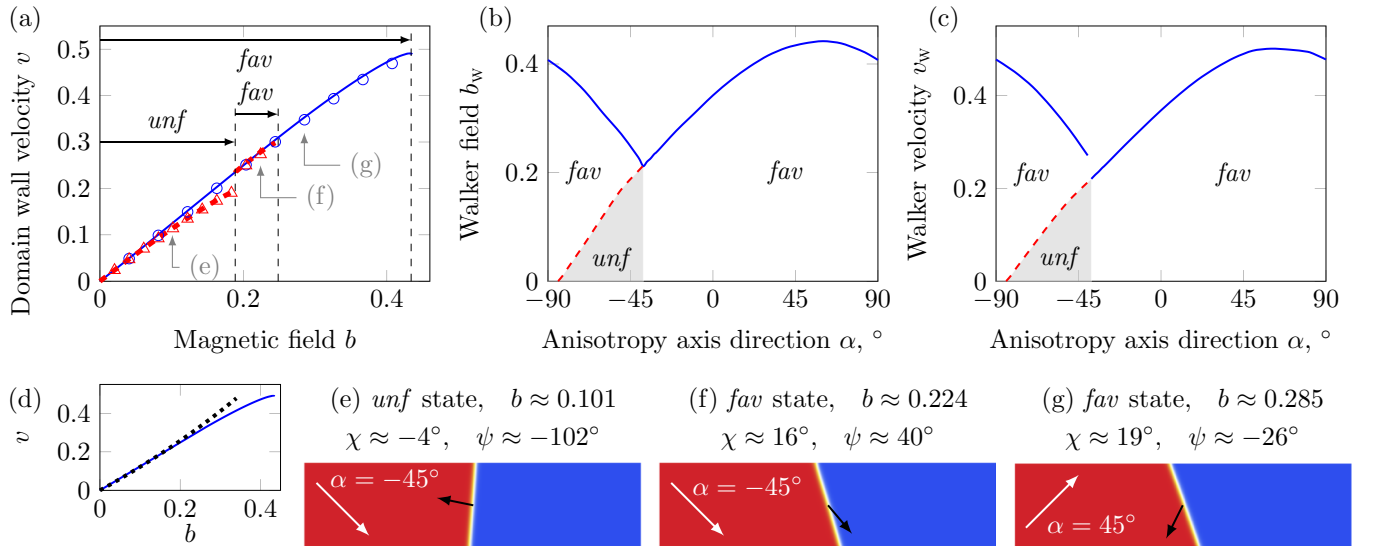 (a)
Domain wall velocity v
0.5
0.4
0.3
0.2
0.1
0
fav
fav
unf
(g)
(f)
(e)
0
0.2
0.4
Magnetic field b
(b)
Walker field b_W
0.4
0.2
0
fav
fav
unf
−90
−45
0
45
90
Anisotropy axis direction α, °
(c)
Walker velocity v_W
0.4
0.2
0
fav
fav
unf
−90
−45
0
45
90
Anisotropy axis direction α, °
(d)
v
0.4
0.2
0
0
0.2
0.4
b
(e) unf state, b ≈ 0.101
χ ≈ −4°, ψ ≈ −102°
α = −45°
(f) fav state, b ≈ 0.224
χ ≈ 16°, ψ ≈ 40°
α = −45°
(g) fav state, b ≈ 0.285
χ ≈ 19°, ψ ≈ −26°
α = 45°